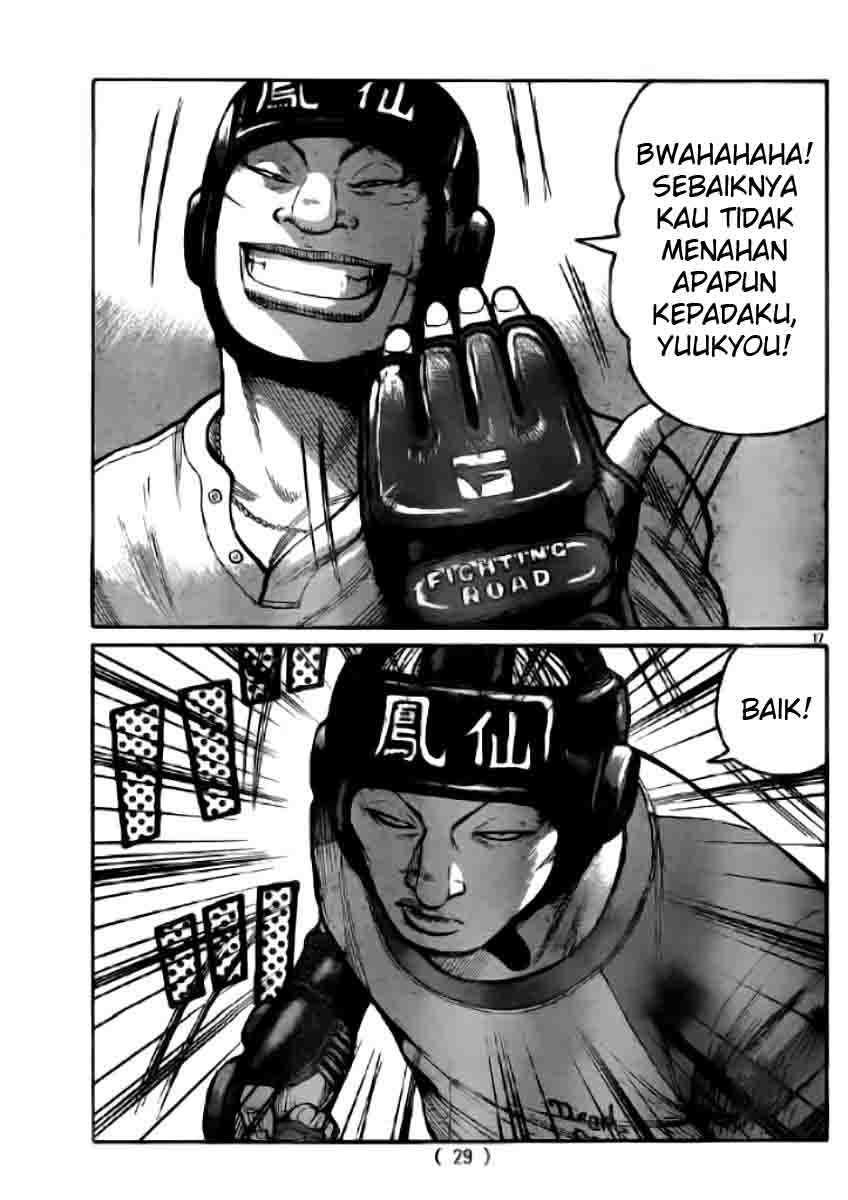 鳳仙
BWAHAHAHA!
SEBAIKNYA
KAU TIDAK
MENAHAN
APAPUN
KEPADAKU,
YUUKYOU!
FIGHTING
ROAD
17
BAIK!
鳳仙
( 29 )